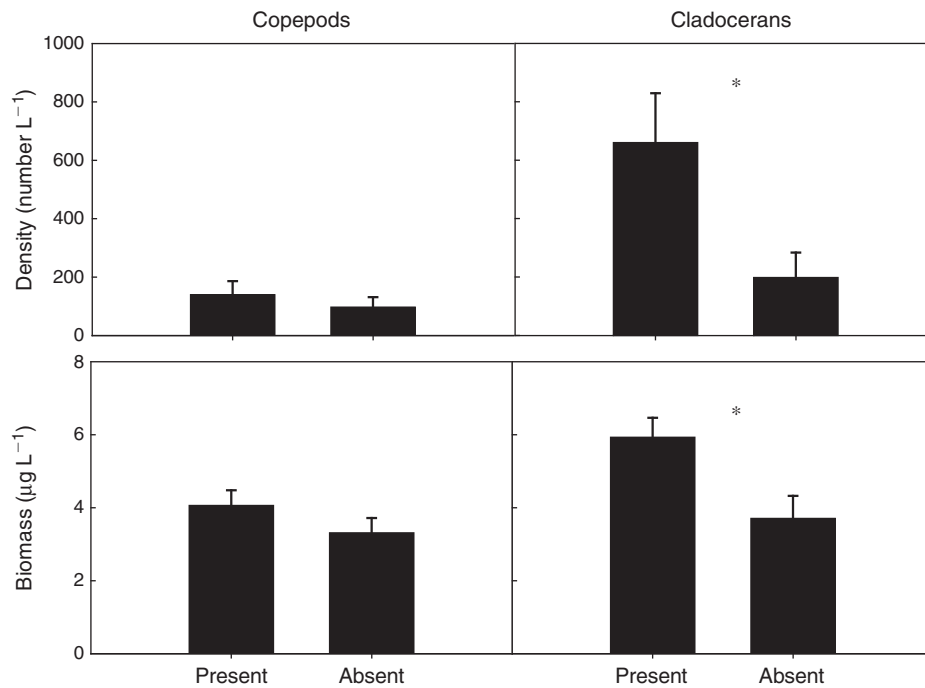 Copepods
Cladocerans
Density (number L⁻¹)
1000
800
600
400
200
0
*
Biomass (μg L⁻¹)
8
6
4
2
0
*
Present
Absent
Present
Absent